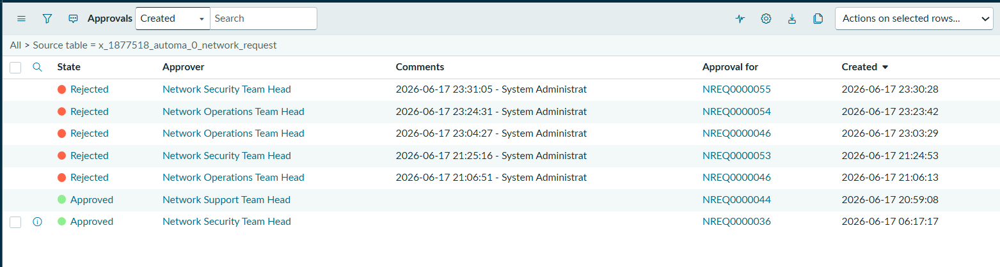 Approvals Created Search Actions on selected rows...
All > Source table = x_1877518_automa_0_network_request
State Approver Comments Approval for Created
Rejected Network Security Team Head 2026-06-17 23:31:05 - System Administrat NREQ0000055 2026-06-17 23:30:28
Rejected Network Operations Team Head 2026-06-17 23:24:31 - System Administrat NREQ0000054 2026-06-17 23:23:42
Rejected Network Operations Team Head 2026-06-17 23:04:27 - System Administrat NREQ0000046 2026-06-17 23:03:29
Rejected Network Security Team Head 2026-06-17 21:25:16 - System Administrat NREQ0000053 2026-06-17 21:24:53
Rejected Network Operations Team Head 2026-06-17 21:06:51 - System Administrat NREQ0000046 2026-06-17 21:06:13
Approved Network Support Team Head NREQ0000044 2026-06-17 20:59:08
Approved Network Security Team Head NREQ0000036 2026-06-17 06:17:17